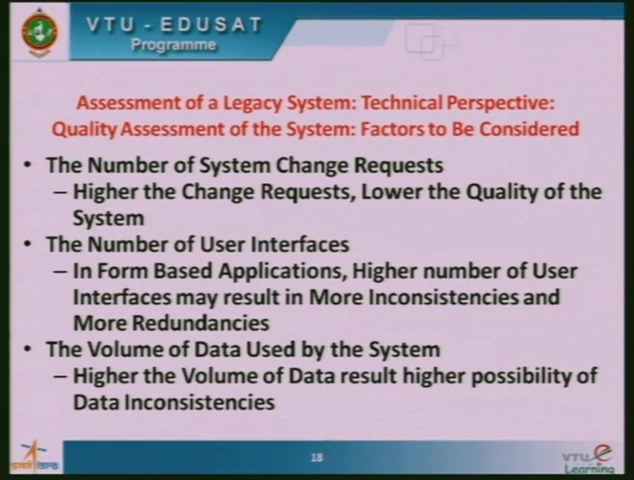 VTU - EDUSAT
Programme
Assessment of a Legacy System: Technical Perspective:
Quality Assessment of the System: Factors to Be Considered
• The Number of System Change Requests
– Higher the Change Requests, Lower the Quality of the
System
• The Number of User Interfaces
– In Form Based Applications, Higher number of User
Interfaces may result in More Inconsistencies and
More Redundancies
• The Volume of Data Used by the System
– Higher the Volume of Data result higher possibility of
Data Inconsistencies
18
VTU e
Learning